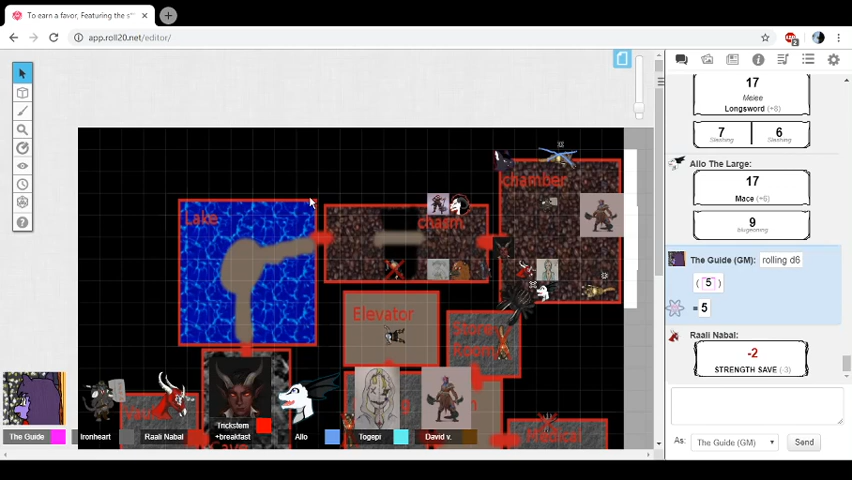 To earn a favor, Featuring the st
app.roll20.net/editor/
17
Melee
Longsword (+8)
7
6
Slashing
Slashing
Allo The Large:
17
Mace (+6)
9
Bludgeoning
The Guide (GM):
rolling d6
( 5 )
= 5
Raali Nabal:
-2
STRENGTH SAVE (-3)
As:
The Guide (GM)
Send
Lake
chasm
chamber
Elevator
Room
Medical
The Guide
Ironheart
Raali Nabal
Trickstem
+breakfast
Allo
Togepi
David v.